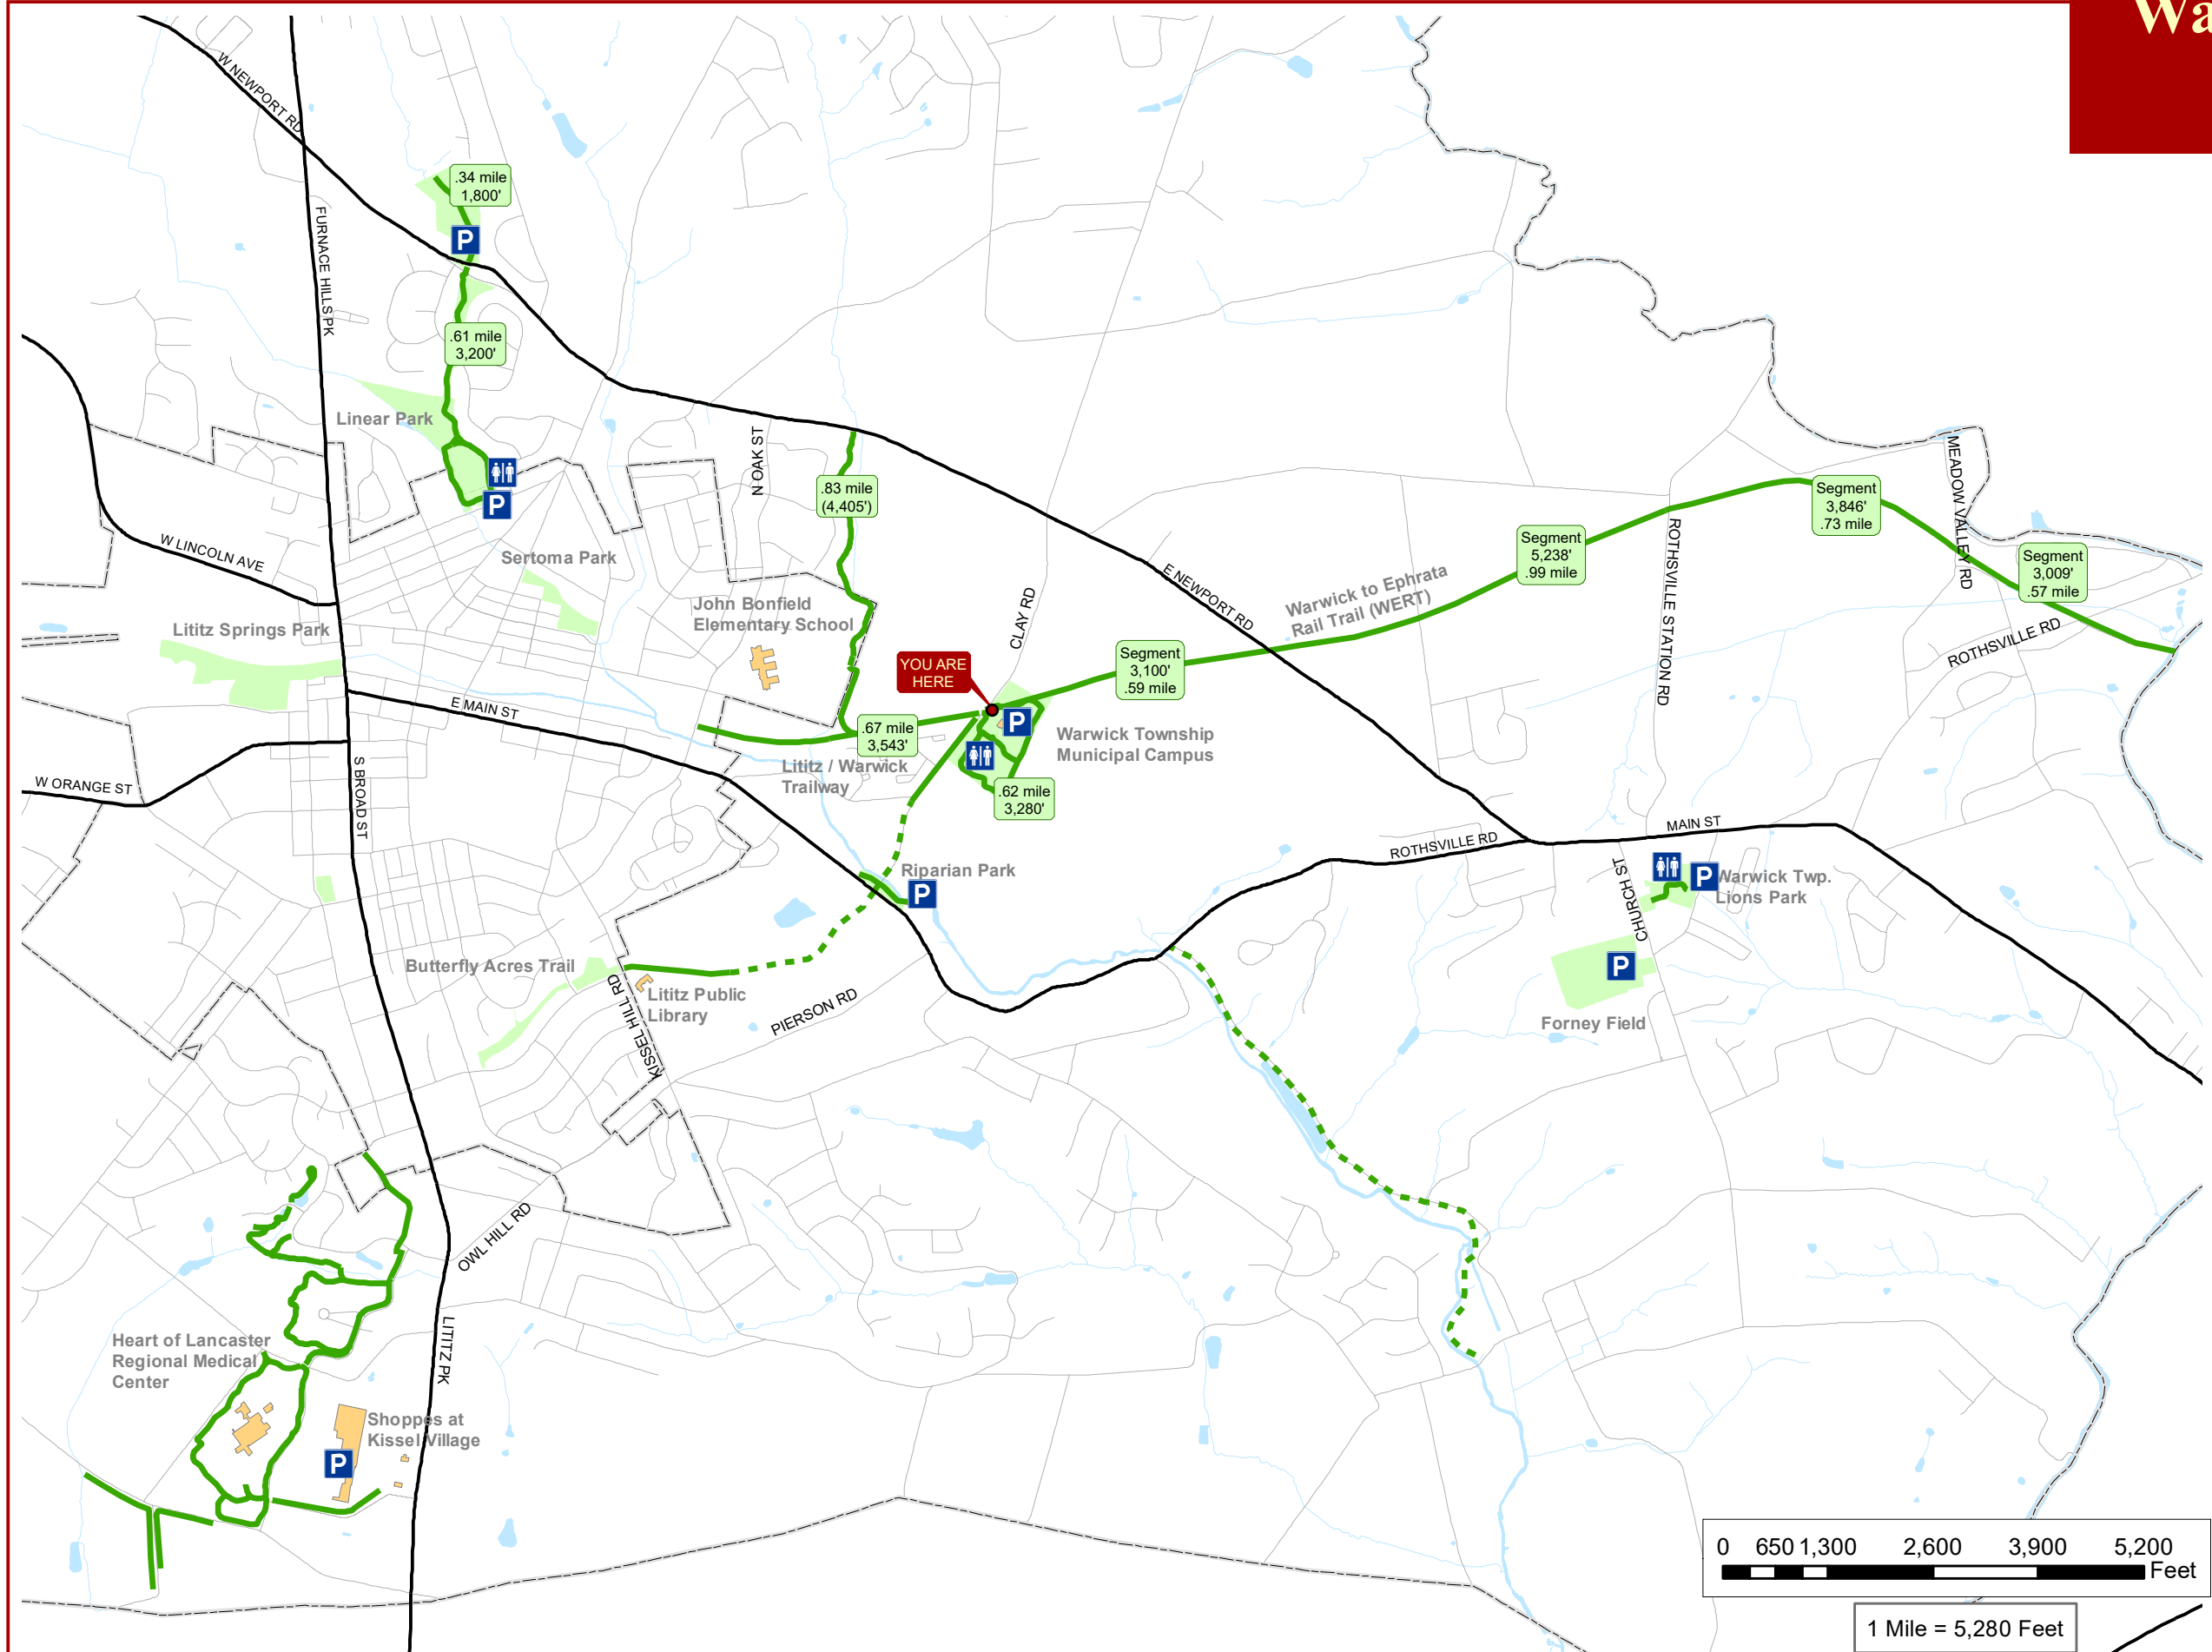 Wa
W NEWPORT RD
.34 mile
1,800'
FURNACE HILLS PK
.61 mile
3,200'
Linear Park
P
P
N OAK ST
.83 mile
(4,405')
MEADOW VALLEY RD
Segment
3,846'
.73 mile
Segment
5,238'
.99 mile
Segment
3,009'
.57 mile
W LINCOLN AVE
Sertoma Park
E NEWPORT RD
ROTHSVILLE STATION RD
Warwick to Ephrata
Rail Trail (WERT)
John Bonfield
Elementary School
CLAY RD
Lititz Springs Park
ROTHSVILLE RD
YOU ARE
HERE
Segment
3,100'
.59 mile
E MAIN ST
.67 mile
3,543'
P
Warwick Township
Municipal Campus
Lititz / Warwick
Trailway
.62 mile
3,280'
W ORANGE ST
S BROAD ST
MAIN ST
ROTHSVILLE RD
Riparian Park
P
CHURCH ST
P
Warwick Twp.
Lions Park
Butterfly Acres Trail
P
KISSEL HILL RD
Lititz Public
Library
PIERSON RD
Forney Field
OWL HILL RD
Heart of Lancaster
Regional Medical
Center
LITITZ PK
Shoppes at
Kissel Village
P
0 650 1,300 2,600 3,900 5,200
Feet
1 Mile = 5,280 Feet